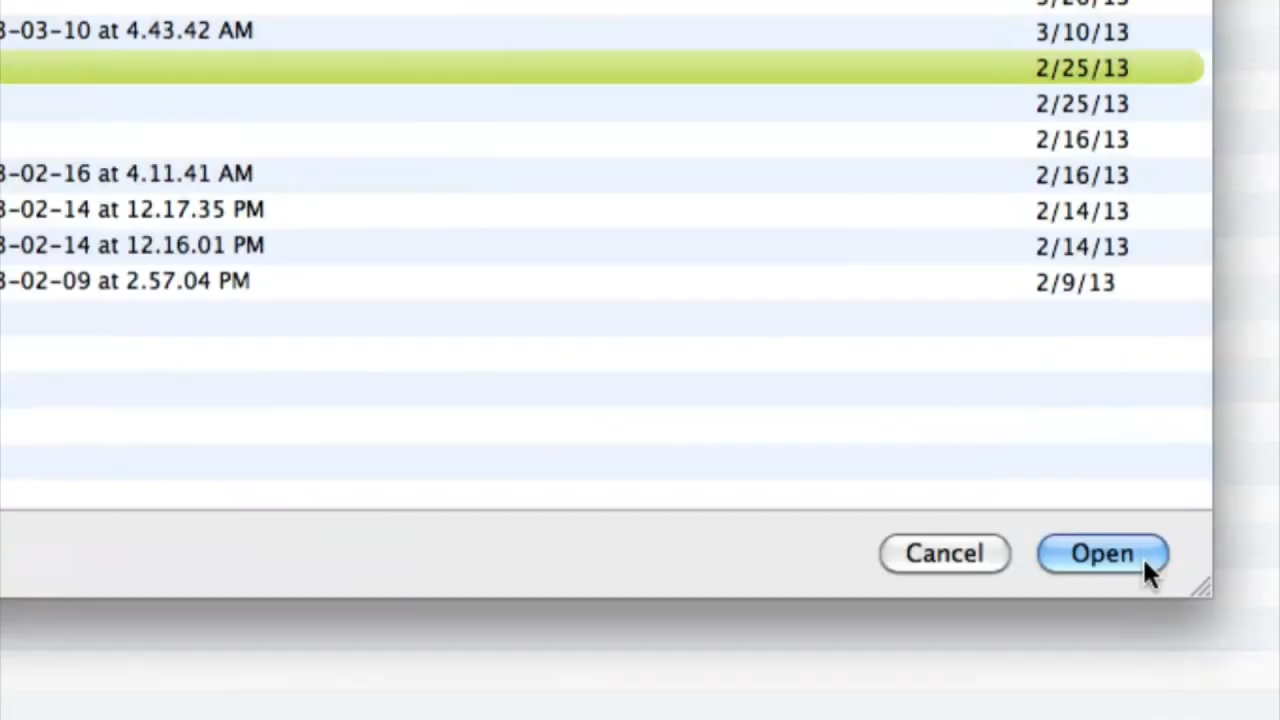 3/20/13
3-03-10 at 4.43.42 AM 3/10/13
2/25/13
2/25/13
2/16/13
3-02-16 at 4.11.41 AM 2/16/13
3-02-14 at 12.17.35 PM 2/14/13
3-02-14 at 12.16.01 PM 2/14/13
3-02-09 at 2.57.04 PM 2/9/13
Cancel Open